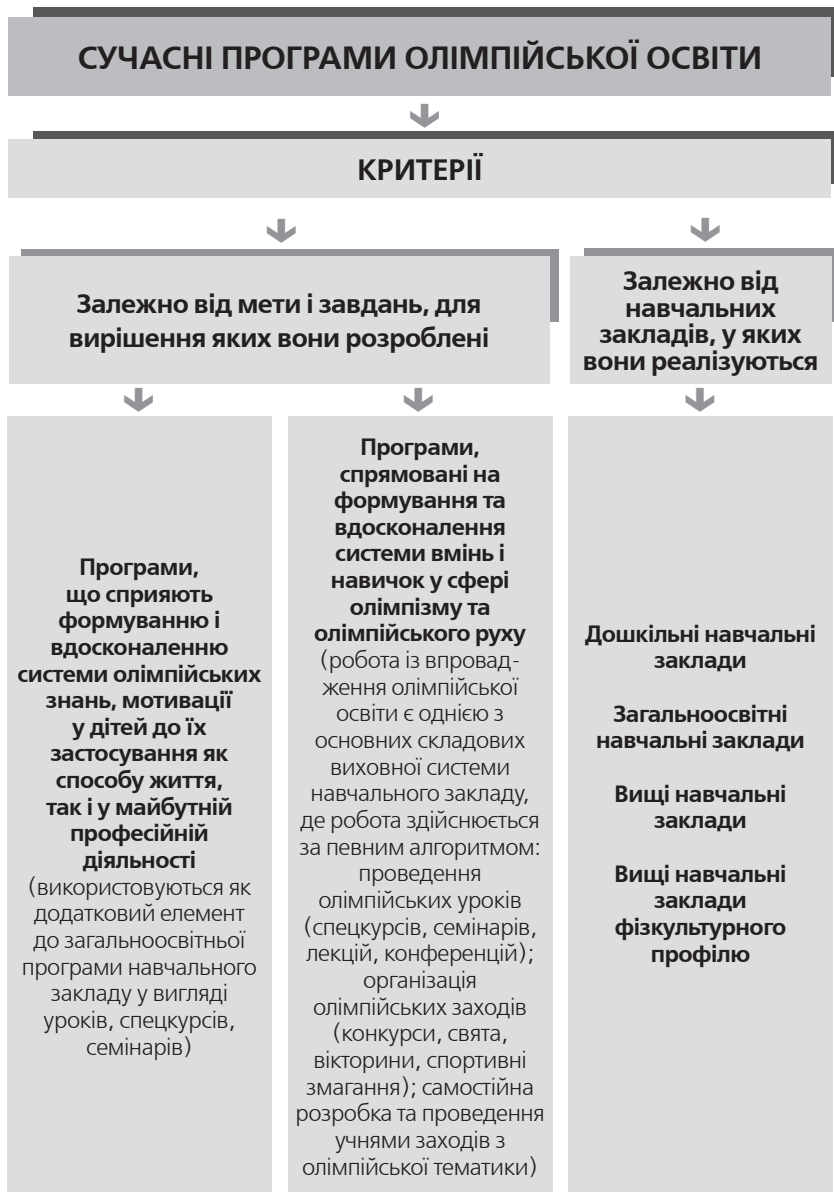 СУЧАСНІ ПРОГРАМИ ОЛІМПІЙСЬКОЇ ОСВІТИ
КРИТЕРІЇ
Залежно від мети і завдань, для
вирішення яких вони розроблені
Залежно від
навчальних
закладів, у яких
вони реалізуються
Програми,
що сприяють
формуванню і
вдосконаленню
системи олімпійських
знань, мотивації
у дітей до їх
застосування як
способу життя,
так і у майбутній
професійній
діяльності
(використовуються як
додатковий елемент
до загальноосвітньої
програми навчального
закладу у вигляді
уроків, спецкурсів,
семінарів)
Програми,
спрямовані на
формування та
вдосконалення
системи вмінь і
навичок у сфері
олімпізму та
олімпійського руху
(робота із впровад-
ження олімпійської
освіти є однією з
основних складових
виховної системи
навчального закладу,
де робота здійснюється
за певним алгоритмом:
проведення
олімпійських уроків
(спецкурсів, семінарів,
лекцій, конференцій);
організація
олімпійських заходів
(конкурси, свята,
вікторини, спортивні
змагання); самостійна
розробка та проведення
учнями заходів з
олімпійської тематики)
Дошкільні навчальні
заклади
Загальноосвітні
навчальні заклади
Вищі навчальні
заклади
Вищі навчальні
заклади
фізкультурного
профілю